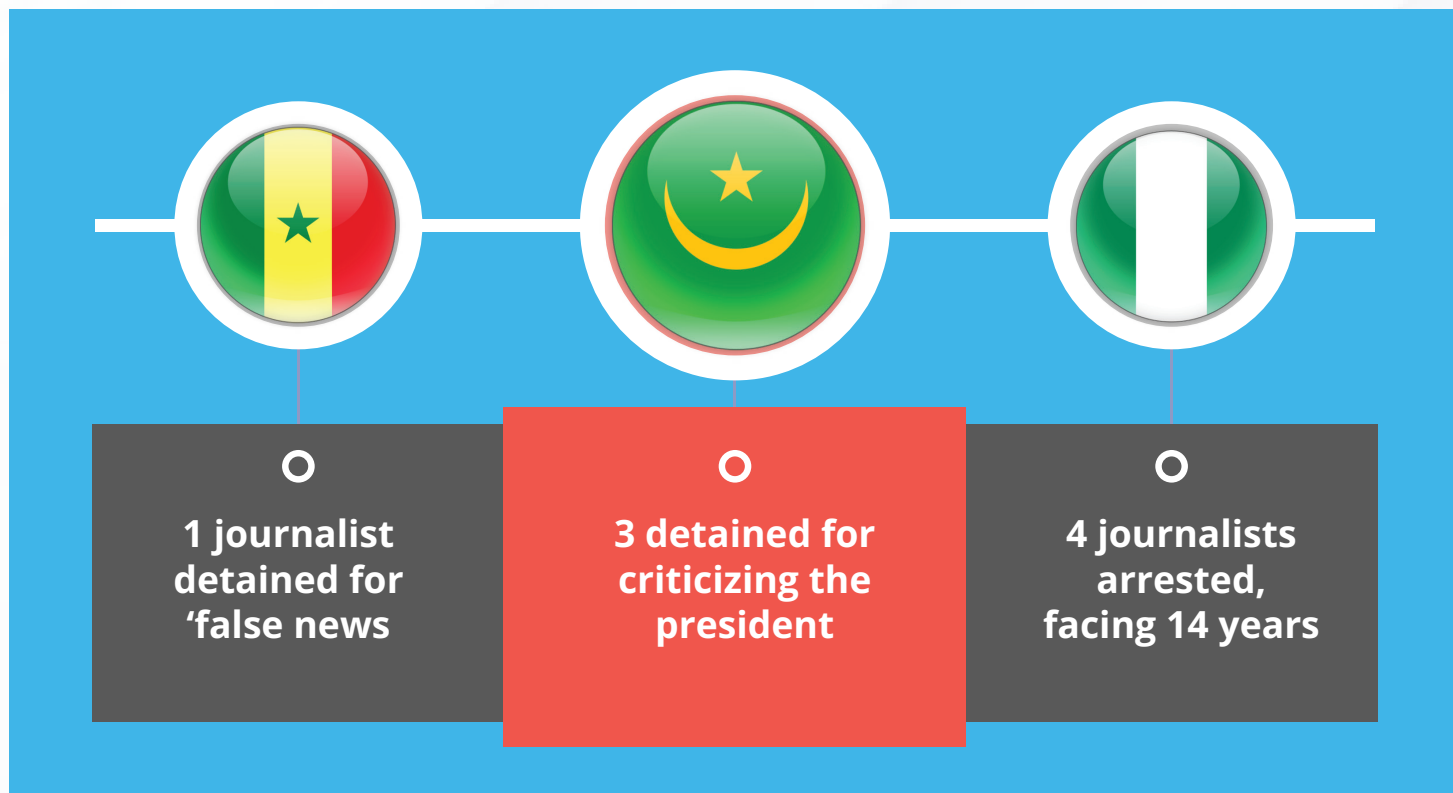 1 journalist
detained for
‘false news
3 detained for
criticizing the
president
4 journalists
arrested,
facing 14 years